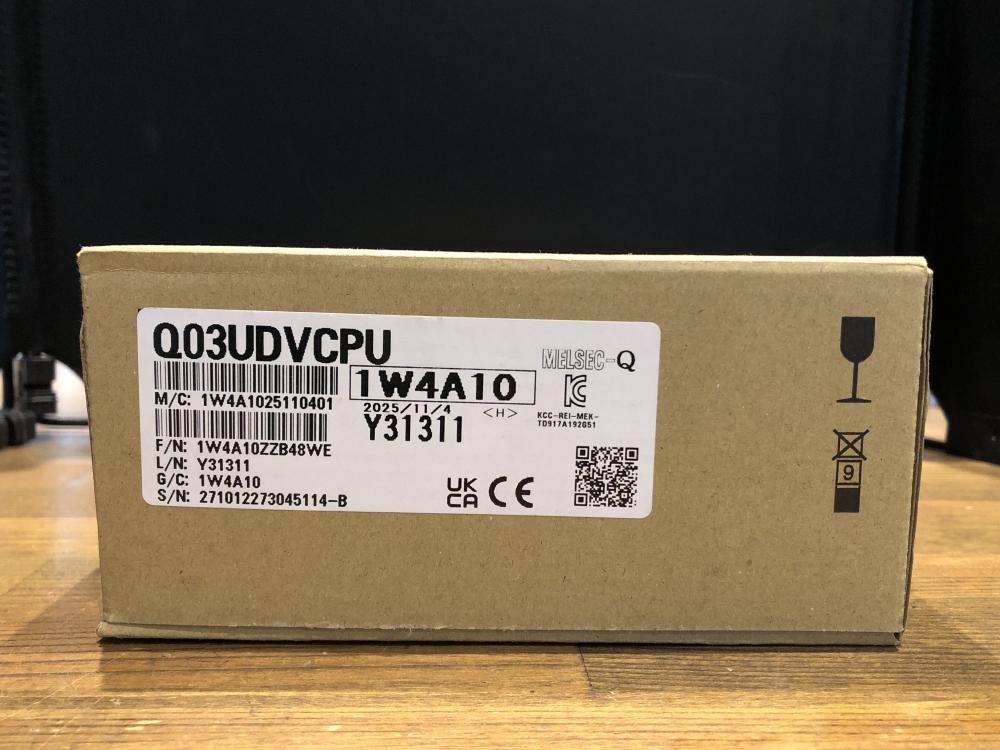 Q03UDVCPU
MELSEC-Q
1W4A10
M/C: 1W4A1025110401
2025/11/4 <H>
KCC-REI-MEK-
TD917A192G51
Y31311
F/N: 1W4A10ZZB48WE
L/N: Y31311
G/C: 1W4A10
S/N: 271012273045114-B
UK
CA CE
9